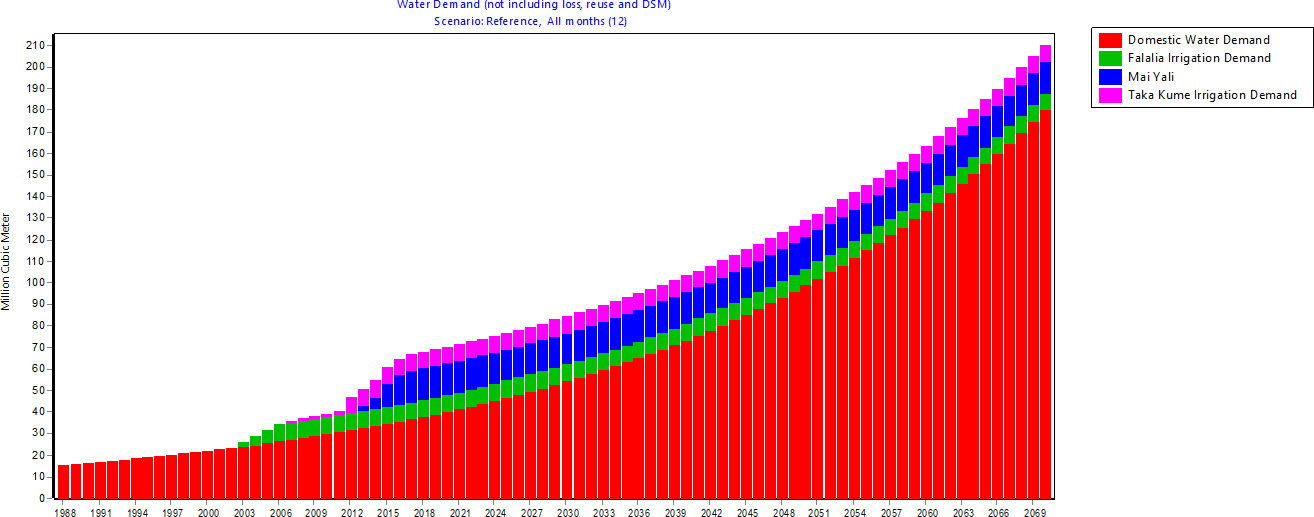 Water Demand (not including loss, reuse and DSM)
Scenario: Reference, All months (12)
Domestic Water Demand
Falalia Irrigation Demand
Mai Yali
Taka Kume Irrigation Demand
Million Cubic Meter
210
200
190
180
170
160
150
140
130
120
110
100
90
80
70
60
50
40
30
20
10
0
1988 1991 1994 1997 2000 2003 2006 2009 2012 2015 2018 2021 2024 2027 2030 2033 2036 2039 2042 2045 2048 2051 2054 2057 2060 2063 2066 2069